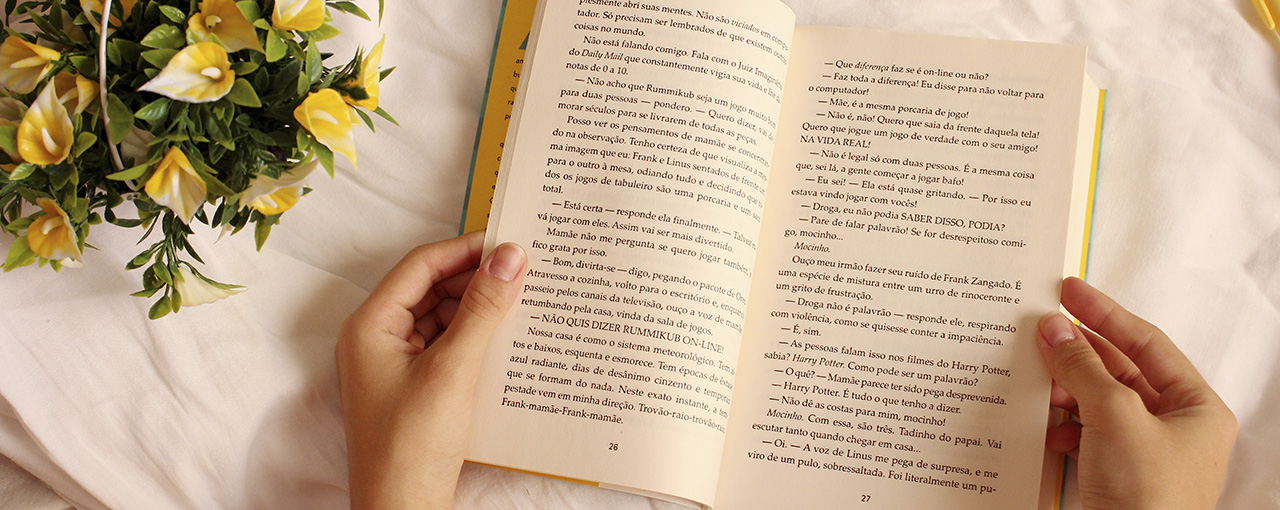 plesmente abri suas mentes. Não são viciados em compu-
tador. Só precisam ser lembrados de que existem outras
coisas no mundo.
Não está falando comigo. Fala com o Juiz Imaginário
do Daily Mail que constantemente vigia sua vida e lhe dá
notas de 0 a 10.
— Não acho que Rummikub seja um jogo muito bom
para duas pessoas — pondero. — Quero dizer, vai de-
morar séculos para se livrarem de todas as peças.
Posso ver os pensamentos de mamãe se concentran-
do na observação. Tenho certeza de que visualiza a mes-
ma imagem que eu: Frank e Linus sentados de frente um
para o outro à mesa, odiando tudo e decidindo que to-
dos os jogos de tabuleiro são uma porcaria e um saco
total.
— Está certa — responde ela finalmente. — Talvez eu
vá jogar com eles. Assim vai ser mais divertido.
Mamãe não me pergunta se quero jogar também, e
fico grata por isso.
— Bom, divirta-se — digo, pegando o pacote de Oreo.
Atravesso a cozinha, volto para o escritório e, enquanto
passeio pelos canais da televisão, ouço a voz de mamãe
retumbando pela casa, vinda da sala de jogos.
— NÃO QUIS DIZER RUMMIKUB ON-LINE!
Nossa casa é como o sistema meteorológico. Tem al-
tos e baixos, esquenta e esmorece. Tem épocas de êxtase
azul radiante, dias de desânimo cinzento e temporais
que se formam do nada. Neste exato instante, a tem-
pestade vem em minha direção. Trovão-raio-trovão-raio,
Frank-mamãe-Frank-mamãe.
26
— Que diferença faz se é on-line ou não?
— Faz toda a diferença! Eu disse para não voltar para
o computador!
— Mãe, é a mesma porcaria de jogo!
— Não é, não! Quero que saia da frente daquela tela!
Quero que jogue um jogo de verdade com o seu amigo!
NA VIDA REAL!
— Não é legal só com duas pessoas. É a mesma coisa
que, sei lá, a gente começar a jogar bafo!
— Eu sei! — Ela está quase gritando. — Por isso eu
estava vindo jogar com vocês!
— Droga, eu não podia SABER DISSO, PODIA?
— Pare de falar palavrão! Se for desrespeitoso comi-
go, mocinho...
Mocinho.
Ouço meu irmão fazer seu ruído de Frank Zangado. É
uma espécie de mistura entre um urro de rinoceronte e
um grito de frustração.
— Droga não é palavrão — responde ele, respirando
com violência, como se quisesse conter a impaciência.
— É, sim.
— As pessoas falam isso nos filmes do Harry Potter,
sabia? Harry Potter. Como pode ser um palavrão?
— O quê? — Mamãe parece ter sido pega desprevenida.
— Harry Potter. É tudo o que tenho a dizer.
— Não dê as costas para mim, mocinho!
Mocinho. Com essa, são três. Tadinho do papai. Vai
escutar tanto quando chegar em casa...
— Oi. — A voz de Linus me pega de surpresa, e me
viro de um pulo, sobressaltada. Foi literalmente um pu-
27